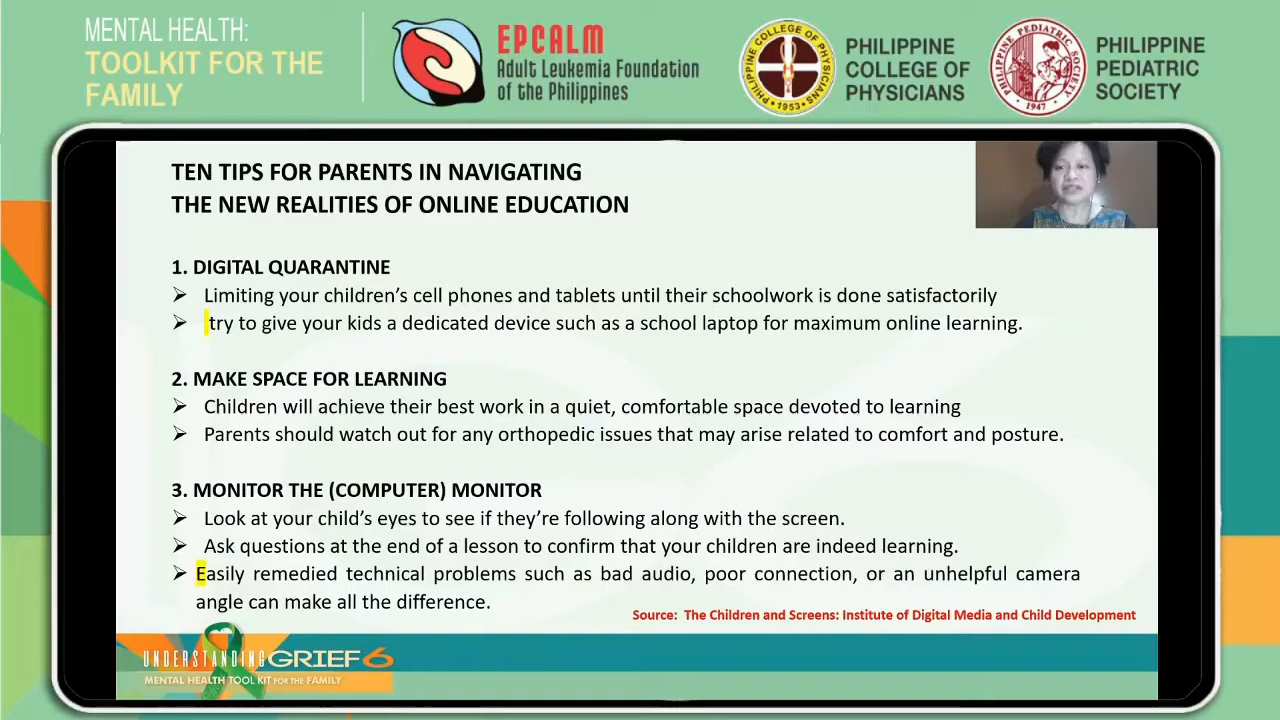 MENTAL HEALTH:
TOOLKIT FOR THE
FAMILY
EPCALM
Adult Leukemia Foundation
of the Philippines
PHILIPPINE COLLEGE OF PHYSICIANS
1953
PHILIPPINE
COLLEGE OF
PHYSICIANS
PHILIPPINE PEDIATRIC SOCIETY
1947
PHILIPPINE
PEDIATRIC
SOCIETY
TEN TIPS FOR PARENTS IN NAVIGATING
THE NEW REALITIES OF ONLINE EDUCATION
1. DIGITAL QUARANTINE
➢ Limiting your children’s cell phones and tablets until their schoolwork is done satisfactorily
➢ try to give your kids a dedicated device such as a school laptop for maximum online learning.
2. MAKE SPACE FOR LEARNING
➢ Children will achieve their best work in a quiet, comfortable space devoted to learning
➢ Parents should watch out for any orthopedic issues that may arise related to comfort and posture.
3. MONITOR THE (COMPUTER) MONITOR
➢ Look at your child’s eyes to see if they’re following along with the screen.
➢ Ask questions at the end of a lesson to confirm that your children are indeed learning.
➢ Easily remedied technical problems such as bad audio, poor connection, or an unhelpful camera
angle can make all the difference.
Source: The Children and Screens: Institute of Digital Media and Child Development
UNDERSTANDING GRIEF 6
MENTAL HEALTH TOOL KIT FOR THE FAMILY